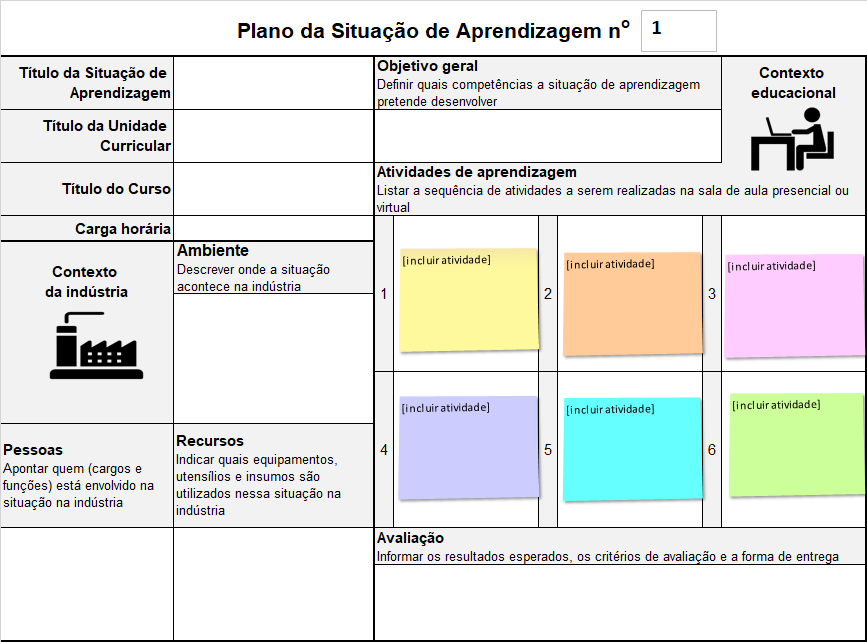 Plano da Situação de Aprendizagem nº 1
Título da Situação de
Aprendizagem
Título da Unidade
Curricular
Título do Curso
Carga horária
Objetivo geral
Definir quais competências a situação de aprendizagem
pretende desenvolver
Contexto
educacional
Atividades de aprendizagem
Listar a sequência de atividades a serem realizadas na sala de aula presencial ou
virtual
Contexto
da indústria
Ambiente
Descrever onde a situação
acontece na indústria
1
[incluir atividade]
2
[incluir atividade]
3
[incluir atividade]
4
[incluir atividade]
5
[incluir atividade]
6
[incluir atividade]
Pessoas
Apontar quem (cargos e
funções) está envolvido na
situação na indústria
Recursos
Indicar quais equipamentos,
utensílios e insumos são
utilizados nessa situação na
indústria
Avaliação
Informar os resultados esperados, os critérios de avaliação e a forma de entrega